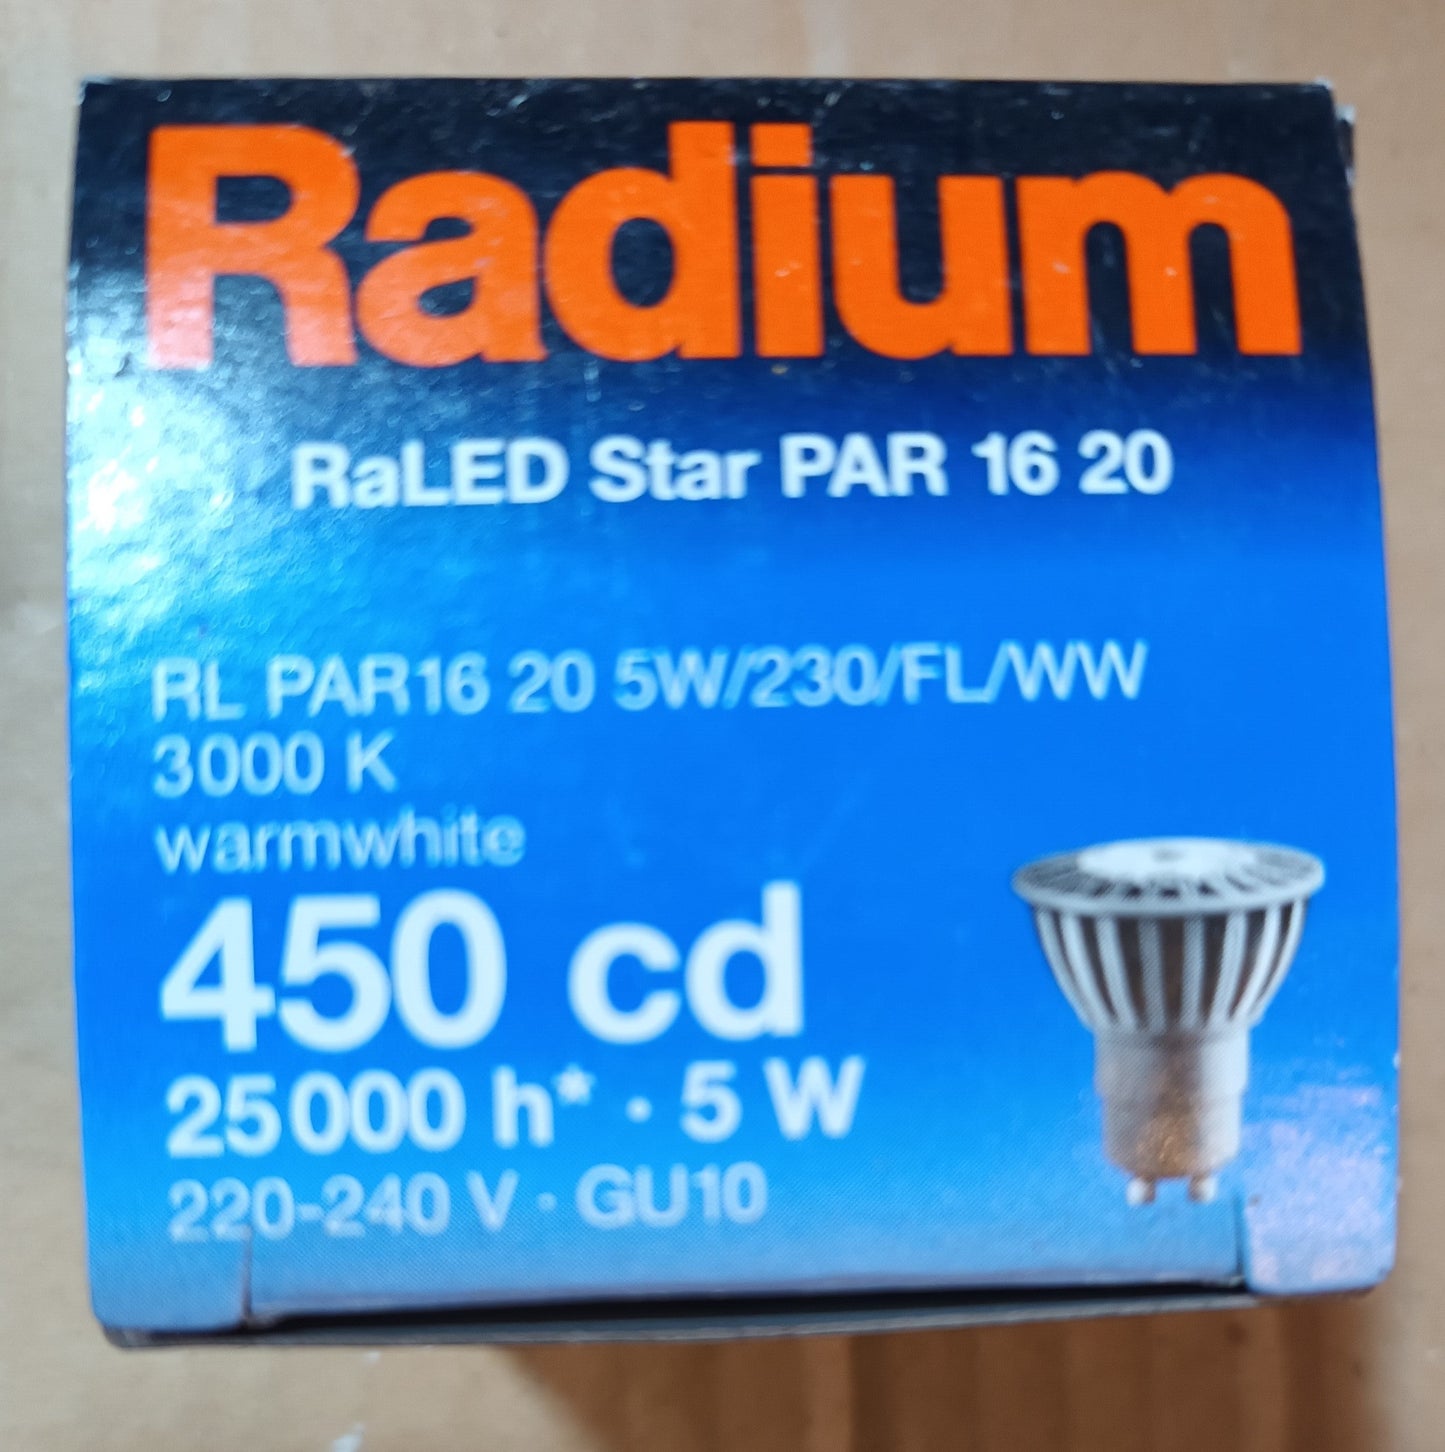 Radium
RaLED Star PAR 16 20
RL PAR16 20 5W/230/FL/WW
3000 K
warmwhite
450 cd
25000 h* · 5 W
220-240 V · GU10